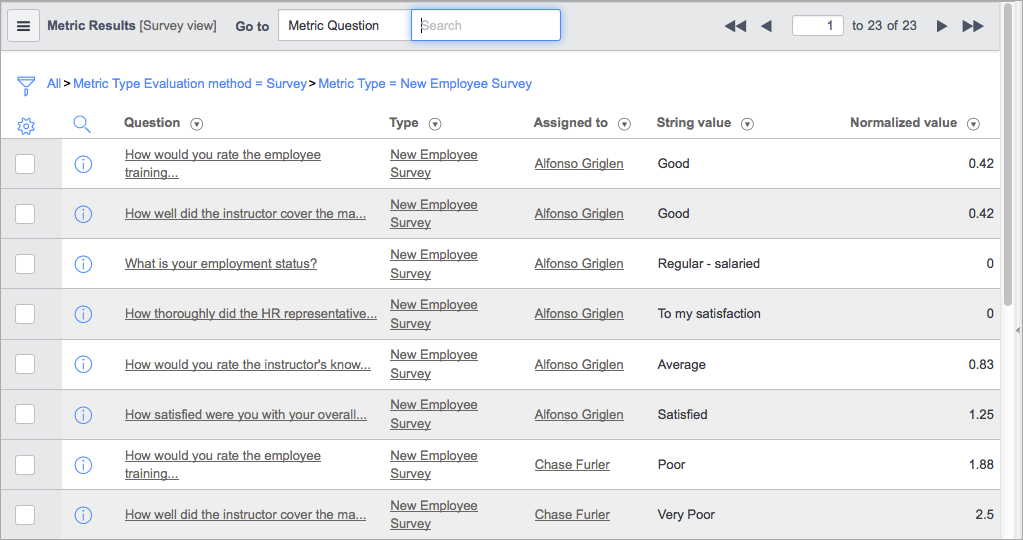 Metric Results [Survey view] Go to Metric Question Search 1 to 23 of 23
All > Metric Type Evaluation method = Survey > Metric Type = New Employee Survey
Question Type Assigned to String value Normalized value
How would you rate the employee training... New Employee Survey Alfonso Griglen Good 0.42
How well did the instructor cover the ma... New Employee Survey Alfonso Griglen Good 0.42
What is your employment status? New Employee Survey Alfonso Griglen Regular - salaried 0
How thoroughly did the HR representative... New Employee Survey Alfonso Griglen To my satisfaction 0
How would you rate the instructor's know... New Employee Survey Alfonso Griglen Average 0.83
How satisfied were you with your overall... New Employee Survey Alfonso Griglen Satisfied 1.25
How would you rate the employee training... New Employee Survey Chase Furler Poor 1.88
How well did the instructor cover the ma... New Employee Survey Chase Furler Very Poor 2.5